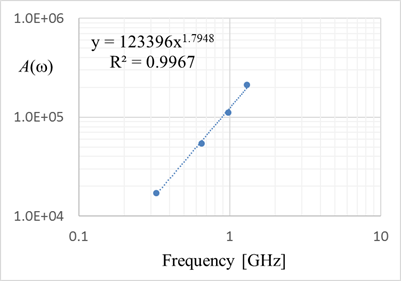 1.0E+06
y = 123396x^1.7948
R² = 0.9967
A(ω)
1.0E+05
1.0E+04
0.1 1 10
Frequency [GHz]